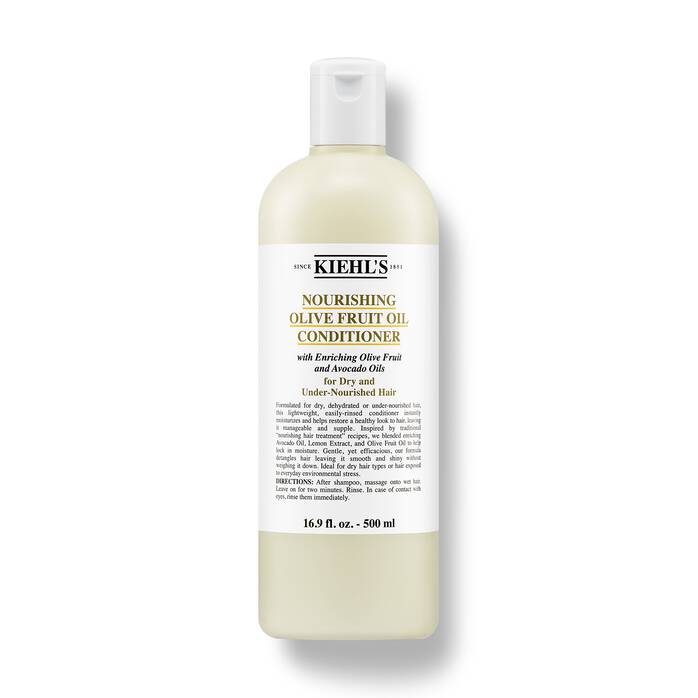 SINCE KIEHL'S 1851
NOURISHING
OLIVE FRUIT OIL
CONDITIONER
with Enriching Olive Fruit
and Avocado Oils
for Dry and
Under-Nourished Hair
Formulated for dry, dehydrated or under-nourished hair,
this lightweight, easily-rinsed conditioner instantly
moisturizes and helps restore a healthy look to hair, leaving
it manageable and supple. Inspired by traditional
"nourishing hair treatment" recipes, we blended enriching
Avocado Oil, Lemon Extract, and Olive Fruit Oil to help
lock in moisture. Gentle, yet efficacious, our formula
detangles hair leaving it smooth and shiny without
weighing it down. Ideal for dry hair types or hair exposed
to everyday environmental stress.
DIRECTIONS: After shampoo, massage onto wet hair.
Leave on for two minutes. Rinse. In case of contact with
eyes, rinse them immediately.
16.9 fl. oz. - 500 ml